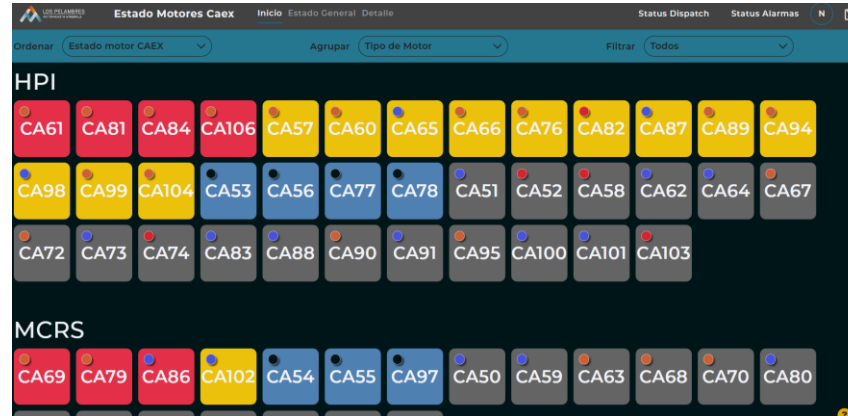 LOS PELAMBRES
Estado Motores Caex
Inicio Estado General Detalle
Status Dispatch Status Alarmas N
Ordenar Estado motor CAEX Agrupar Tipo de Motor Filtrar Todos
HPI
CA61 CA81 CA84 CA106 CA57 CA60 CA65 CA66 CA76 CA82 CA87 CA89 CA94
CA98 CA99 CA104 CA53 CA56 CA77 CA78 CA51 CA52 CA58 CA62 CA64 CA67
CA72 CA73 CA74 CA83 CA88 CA90 CA91 CA95 CA100 CA101 CA103
MCRS
CA69 CA79 CA86 CA102 CA54 CA55 CA97 CA50 CA59 CA63 CA68 CA70 CA80